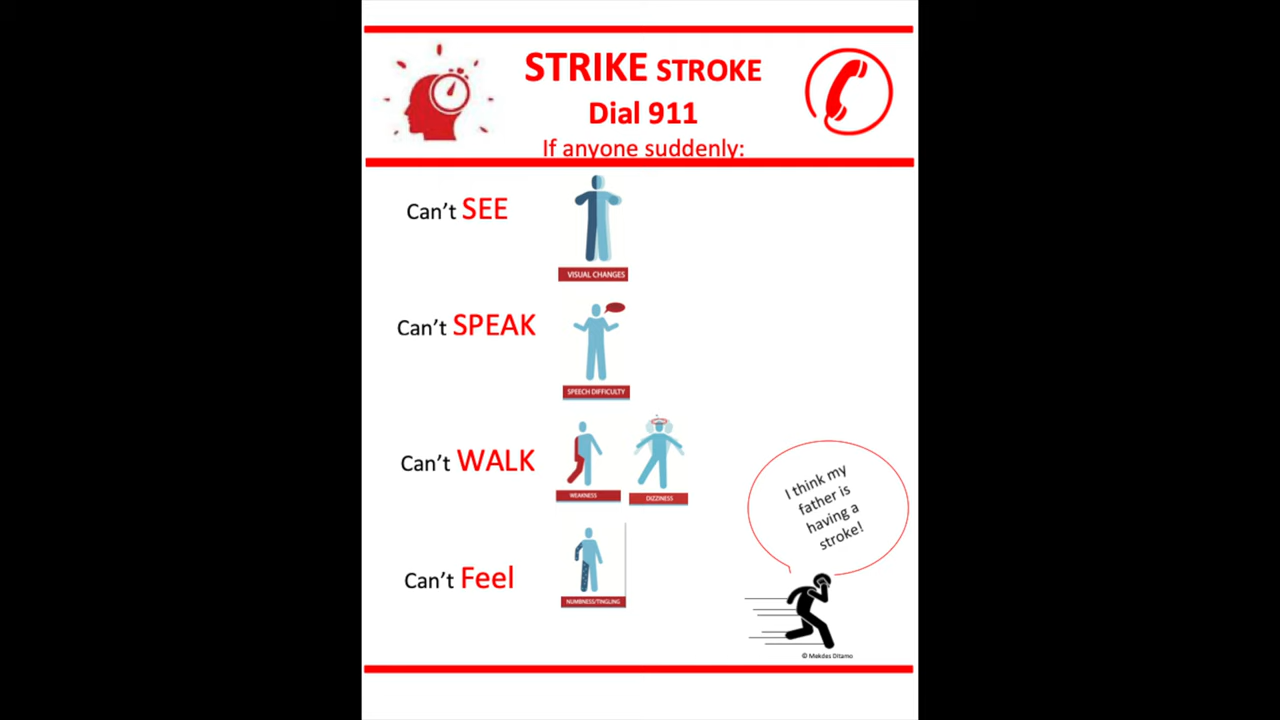 STRIKE STROKE
Dial 911
If anyone suddenly:
Can't SEE
VISUAL CHANGES
Can't SPEAK
SPEECH DIFFICULTY
Can't WALK
WEAKNESS
DIZZINESS
I think my
father is
having a
stroke!
Can't Feel
NUMBNESS/TINGLING
© Mekdes Ditamo